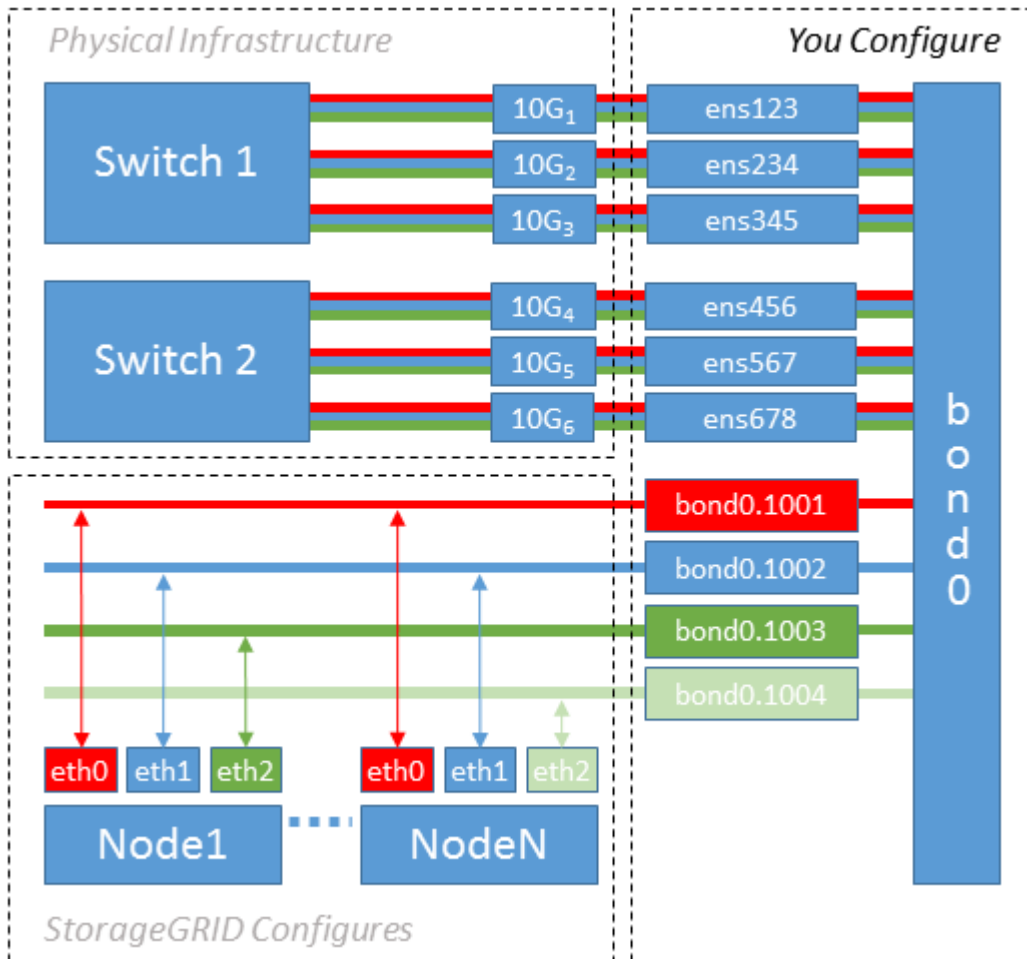 Physical Infrastructure
You Configure
Switch 1
10G₁
ens123
10G₂
ens234
10G₃
ens345
Switch 2
10G₄
ens456
10G₅
ens567
10G₆
ens678
bond0
bond0.1001
bond0.1002
bond0.1003
bond0.1004
eth0 eth1 eth2 eth0 eth1 eth2
Node1 NodeN
StorageGRID Configures